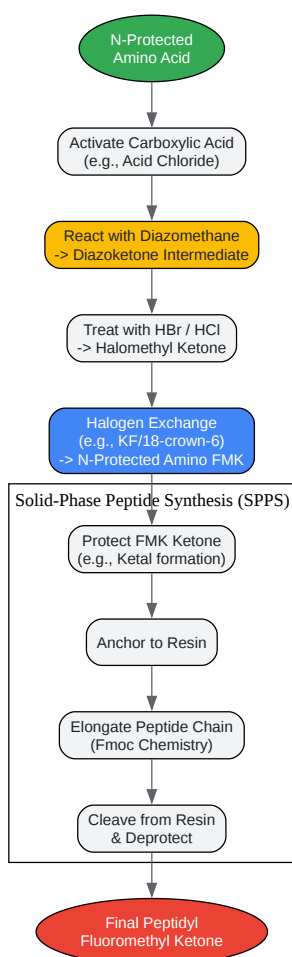 N-Protected
Amino Acid
Activate Carboxylic Acid
(e.g., Acid Chloride)
React with Diazomethane
-> Diazoketone Intermediate
Treat with HBr / HCl
-> Halomethyl Ketone
Halogen Exchange
(e.g., KF/18-crown-6)
-> N-Protected Amino FMK
Solid-Phase Peptide Synthesis (SPPS)
Protect FMK Ketone
(e.g., Ketal formation)
Anchor to Resin
Elongate Peptide Chain
(Fmoc Chemistry)
Cleave from Resin
& Deprotect
Final Peptidyl
Fluoromethyl Ketone